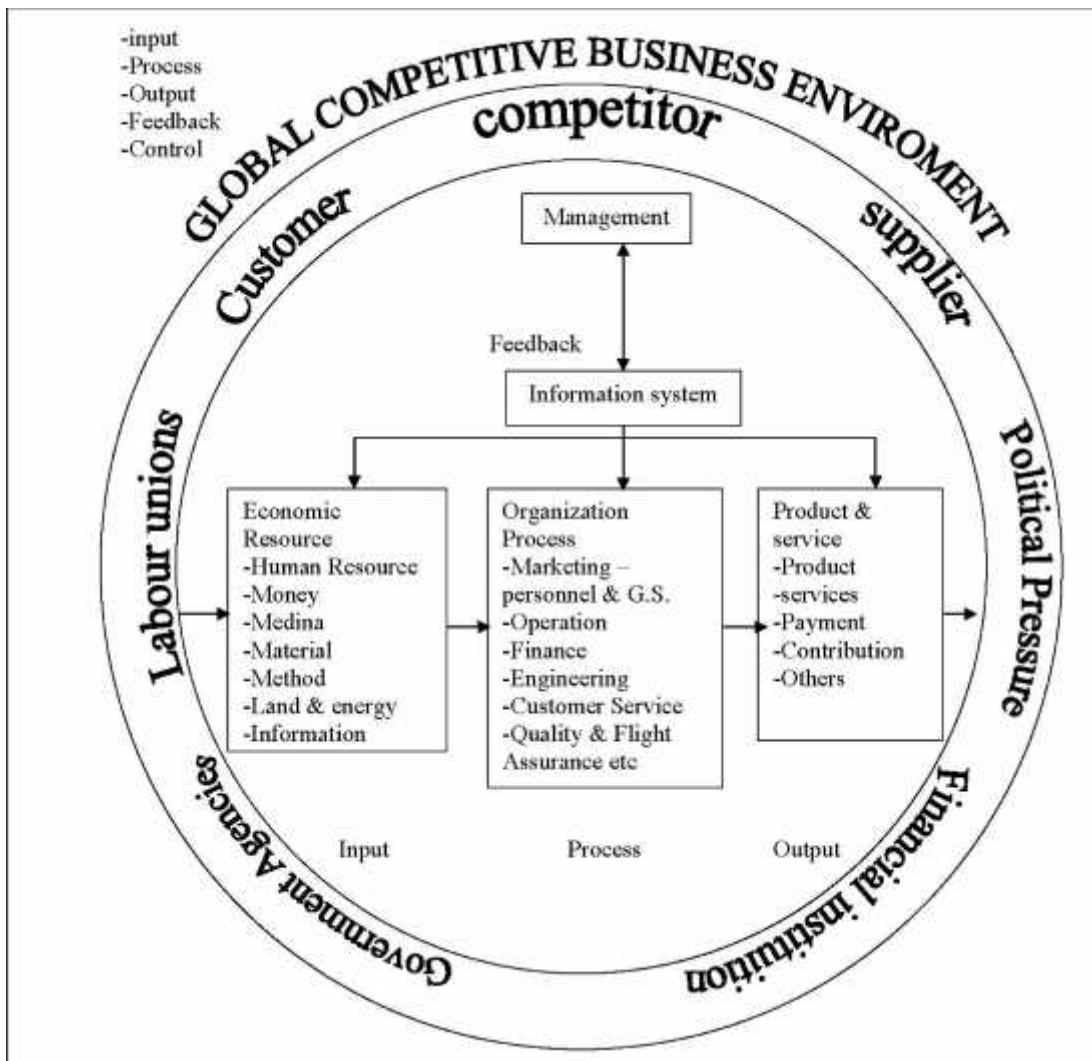 -input
-Process
-Output
-Feedback
-Control
GLOBAL COMPETITIVE BUSINESS ENVIROMENT
competitor
Customer
supplier
Labour unions
Political Pressure
Government Agencies
Financial instituition
Management
Feedback
Information system
Economic
Resource
-Human Resource
-Money
-Medina
-Material
-Method
-Land & energy
-Information
Organization
Process
-Marketing –
personnel & G.S.
-Operation
-Finance
-Engineering
-Customer Service
-Quality & Flight
Assurance etc
Product &
service
-Product
-services
-Payment
-Contribution
-Others
Input
Process
Output